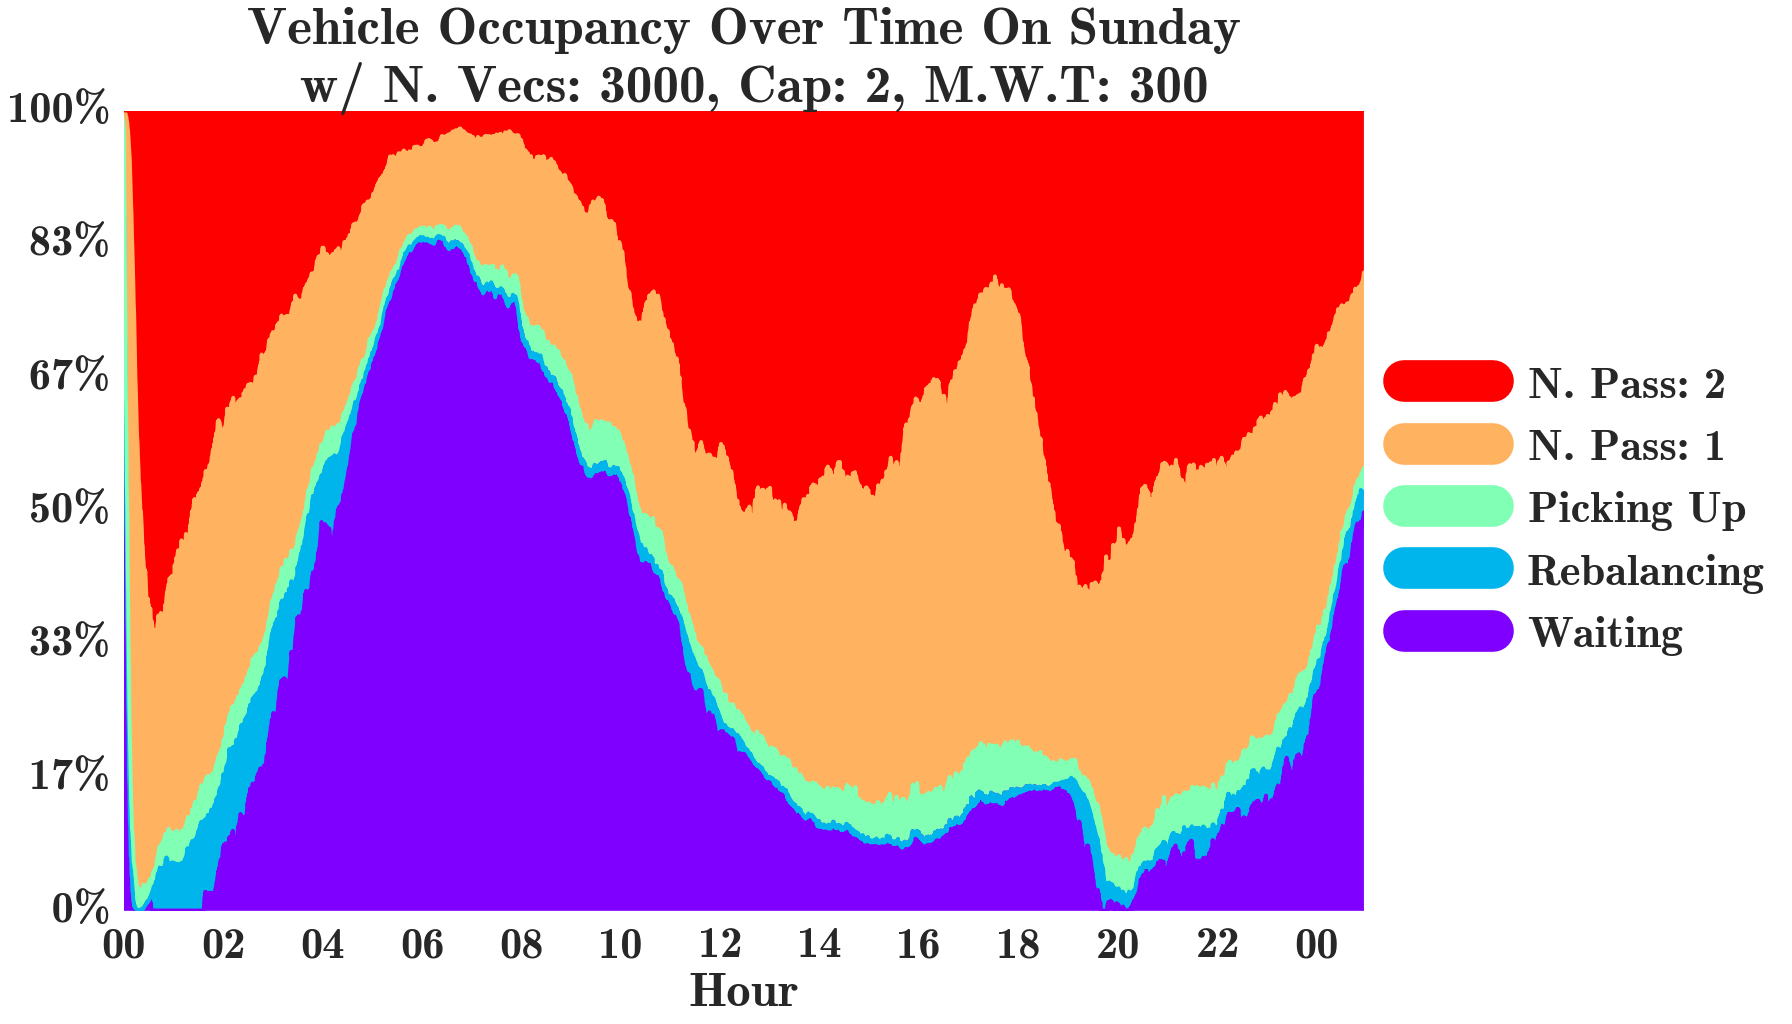 Vehicle Occupancy Over Time On Sunday
w/ N. Vecs: 3000, Cap: 2, M.W.T: 300
100%
83%
67%
50%
33%
17%
0%
00 02 04 06 08 10 12 14 16 18 20 22 00
Hour
N. Pass: 2
N. Pass: 1
Picking Up
Rebalancing
Waiting